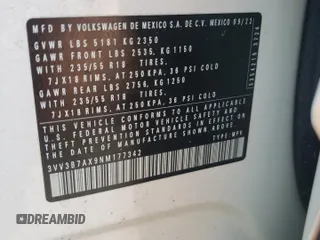 MFD BY VOLKSWAGEN DE MEXICO S.A. DE C.V. MEXICO 09/22
GVWR LBS 5181 KG 2350
GAWR FRONT LBS 2535, KG 1150
WITH 235/55 R18 TIRES.
7JX18 RIMS, AT 250 KPA, 36 PSI COLD
GAWR REAR LBS 2756, KG 1250
WITH 235/55 R18 TIRES.
7JX18 RIMS, AT 250 KPA, 36 PSI COLD
THIS VEHICLE CONFORMS TO ALL APPLICABLE
U.S. FEDERAL MOTOR VEHICLE SAFETY STANDARDS
IN EFFECT ON THE DATE OF MANUFACTURE
SHOWN ABOVE.
3VV3B7AX9NM177342
TYPE: MPV
DREAMBID